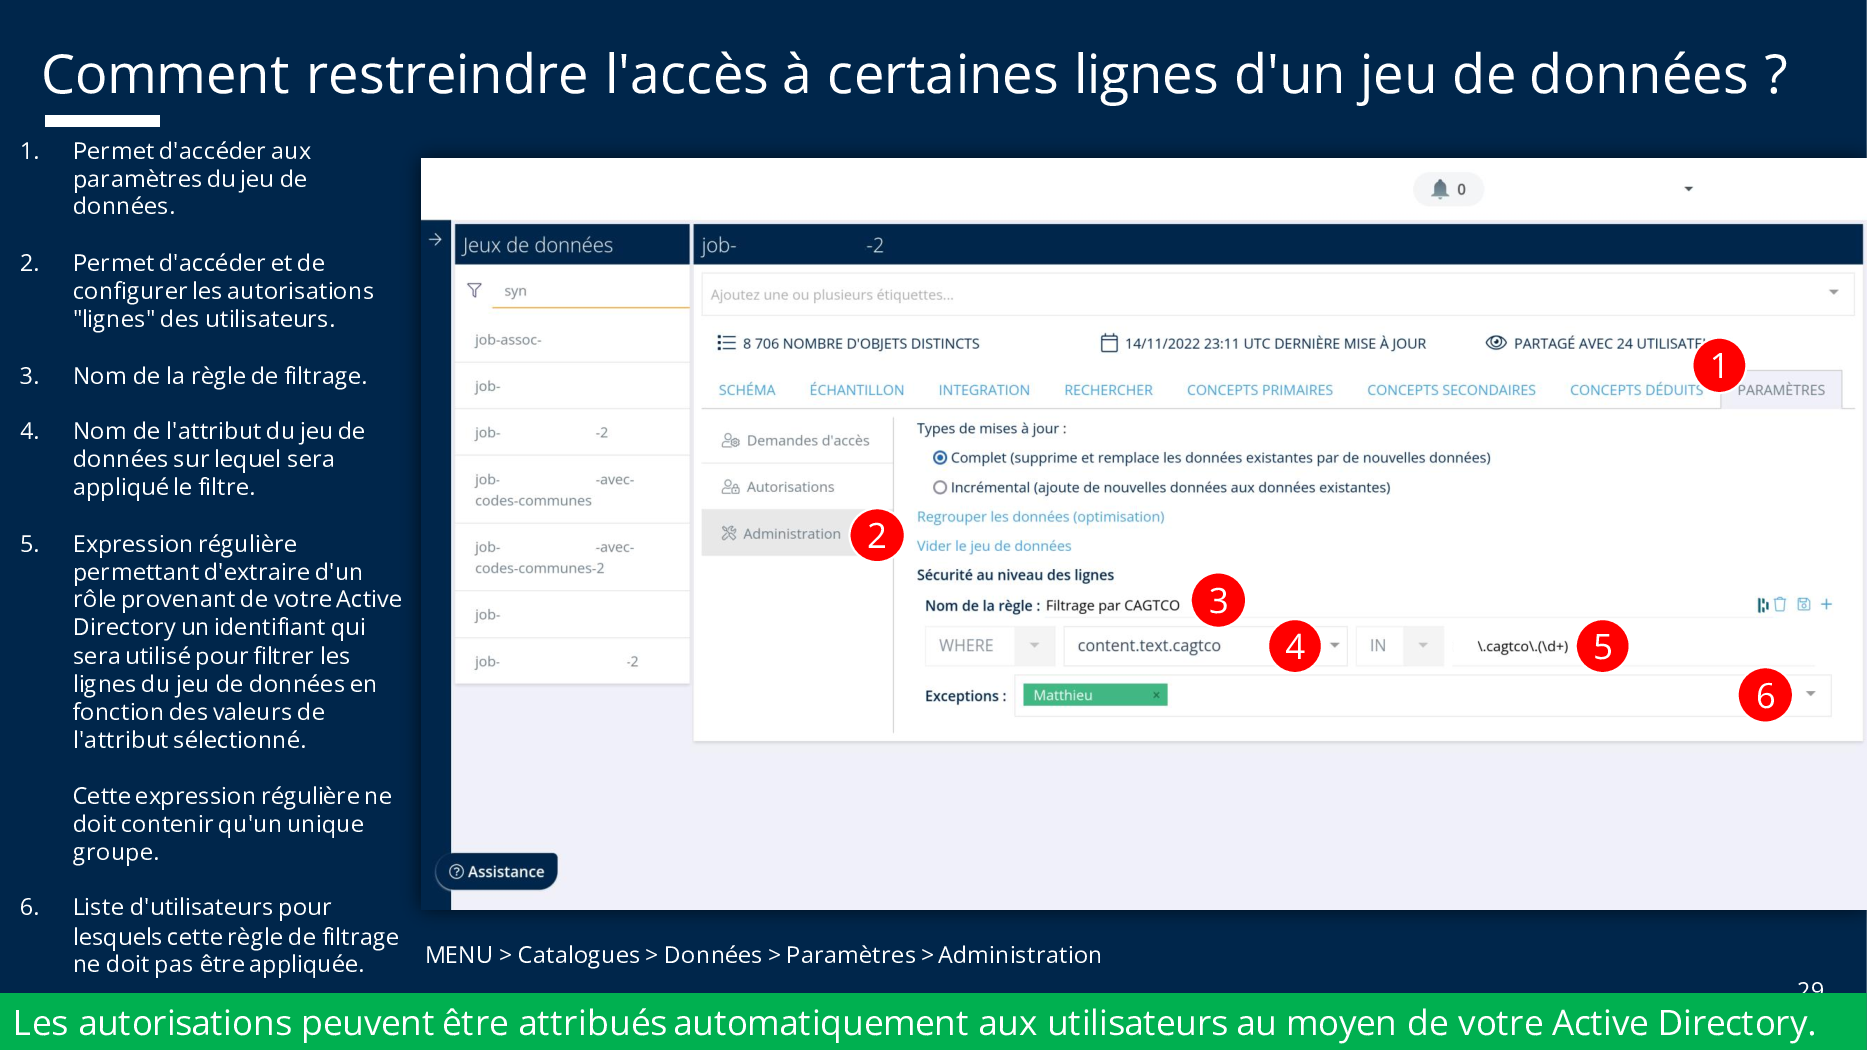 Comment restreindre l'accès à certaines lignes d'un jeu de données ?
1. Permet d'accéder aux
paramètres du jeu de
données.
2. Permet d'accéder et de
configurer les autorisations
"lignes" des utilisateurs.
3. Nom de la règle de filtrage.
4. Nom de l'attribut du jeu de
données sur lequel sera
appliqué le filtre.
5. Expression régulière
permettant d'extraire d'un
rôle provenant de votre Active
Directory un identifiant qui
sera utilisé pour filtrer les
lignes du jeu de données en
fonction des valeurs de
l'attribut sélectionné.
Cette expression régulière ne
doit contenir qu'un unique
groupe.
6. Liste d'utilisateurs pour
lesquels cette règle de filtrage
ne doit pas être appliquée.
0
Jeux de données
syn
job-assoc-
job-
job- -2
job- -avec-
codes-communes
job- -avec-
codes-communes-2
job-
job- -2
job- -2
Ajoutez une ou plusieurs étiquettes...
8 706 NOMBRE D'OBJETS DISTINCTS 14/11/2022 23:11 UTC DERNIÈRE MISE À JOUR PARTAGÉ AVEC 24
1
SCHÉMA ÉCHANTILLON INTEGRATION RECHERCHER CONCEPTS PRIMAIRES CONCEPTS SECONDAIRES CONCEPTS DÉDUITS PARAMÈTRES
Demandes d'accès
Autorisations
Administration 2
Types de mises à jour :
Complet (supprime et remplace les données existantes par de nouvelles données)
Incrémental (ajoute de nouvelles données aux données existantes)
Regrouper les données (optimisation)
Vider le jeu de données
Sécurité au niveau des lignes
Nom de la règle : Filtrage par CAGTCO 3
WHERE content.text.cagtco 4 IN \.cagtco\.(\d+) 5
Exceptions : Matthieu × 6
Assistance
MENU > Catalogues > Données > Paramètres > Administration
29
Les autorisations peuvent être attribués automatiquement aux utilisateurs au moyen de votre Active Directory.